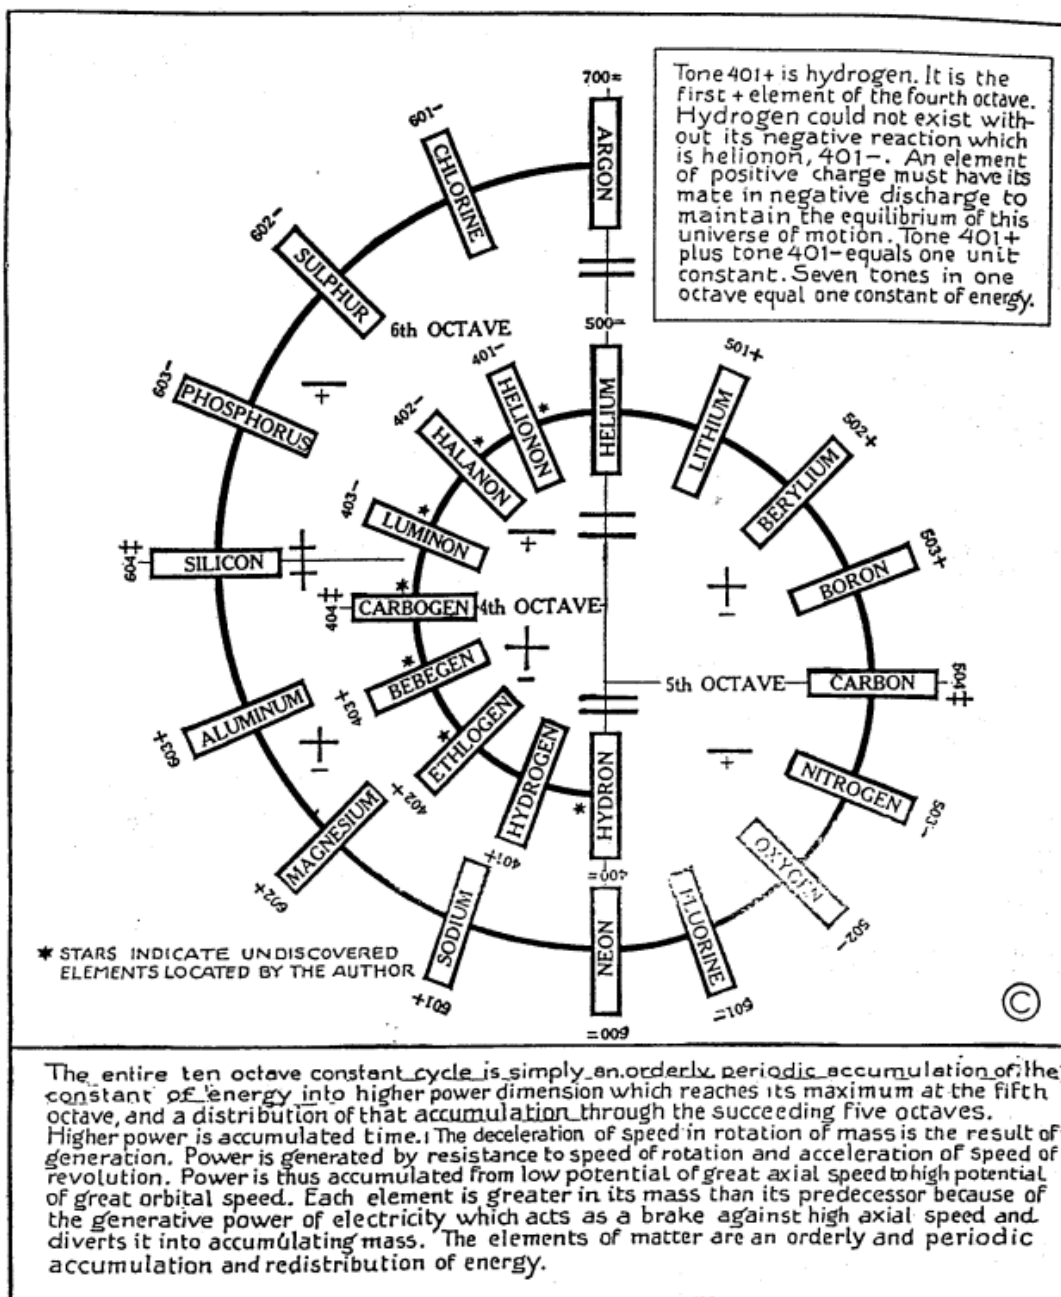 700=
ARGON
601-
CHLORINE
602-
SULPHUR
6th OCTAVE
603-
PHOSPHORUS
604‡
SILICON
603+
ALUMINUM
602+
MAGNESIUM
601+
SODIUM
600=
NEON
501=
FLUORINE
502-
OXYGEN
503-
NITROGEN
504‡
CARBON
5th OCTAVE
503+
BORON
502+
BERYLIUM
501+
LITHIUM
500=
HELIUM
401-
HELIONON
402-
HALANON
403-
LUMINON
404‡
CARBOGEN
4th OCTAVE
403+
BEBEGEN
402+
ETHLOGEN
401+
HYDROGEN
400=
HYDRON
Tone 401+ is hydrogen. It is the
first + element of the fourth octave.
Hydrogen could not exist with-
out its negative reaction which
is helionon, 401-. An element
of positive charge must have its
mate in negative discharge to
maintain the equilibrium of this
universe of motion. Tone 401+
plus tone 401- equals one unit
constant. Seven tones in one
octave equal one constant of energy.
* STARS INDICATE UNDISCOVERED
ELEMENTS LOCATED BY THE AUTHOR
©
The entire ten octave constant cycle is simply an orderly periodic accumulation of the
constant of energy into higher power dimension which reaches its maximum at the fifth
octave, and a distribution of that accumulation through the succeeding five octaves.
Higher power is accumulated time. The deceleration of speed in rotation of mass is the result of
generation. Power is generated by resistance to speed of rotation and acceleration of speed of
revolution. Power is thus accumulated from low potential of great axial speed to high potential
of great orbital speed. Each element is greater in its mass than its predecessor because of
the generative power of electricity which acts as a brake against high axial speed and
diverts it into accumulating mass. The elements of matter are an orderly and periodic
accumulation and redistribution of energy.